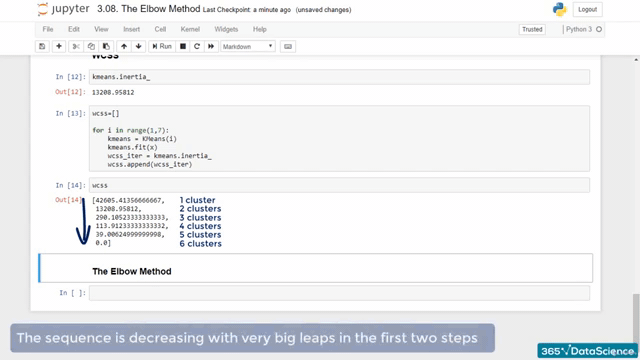 jupyter 3.08. The Elbow Method Last Checkpoint: a minute ago (unsaved changes)
Logout
File Edit View Insert Cell Kernel Widgets Help
Trusted Python 3
Run Markdown
WCSS
In [12] kmeans.inertia_
Out[12] 13208.95812
In [13] wcss=[]
for i in range(1,7):
kmeans = KMeans(i)
kmeans.fit(x)
wcss_iter = kmeans.inertia_
wcss.append(wcss_iter)
In [14] wcss
Out[14] [42605.41356666667, 1 cluster
13208.95812, 2 clusters
290.10523333333333, 3 clusters
113.91233333333332, 4 clusters
39.00624999999998, 5 clusters
0.0] 6 clusters
The Elbow Method
In [ ]
The sequence is decreasing with very big leaps in the first two steps
365 DataScience